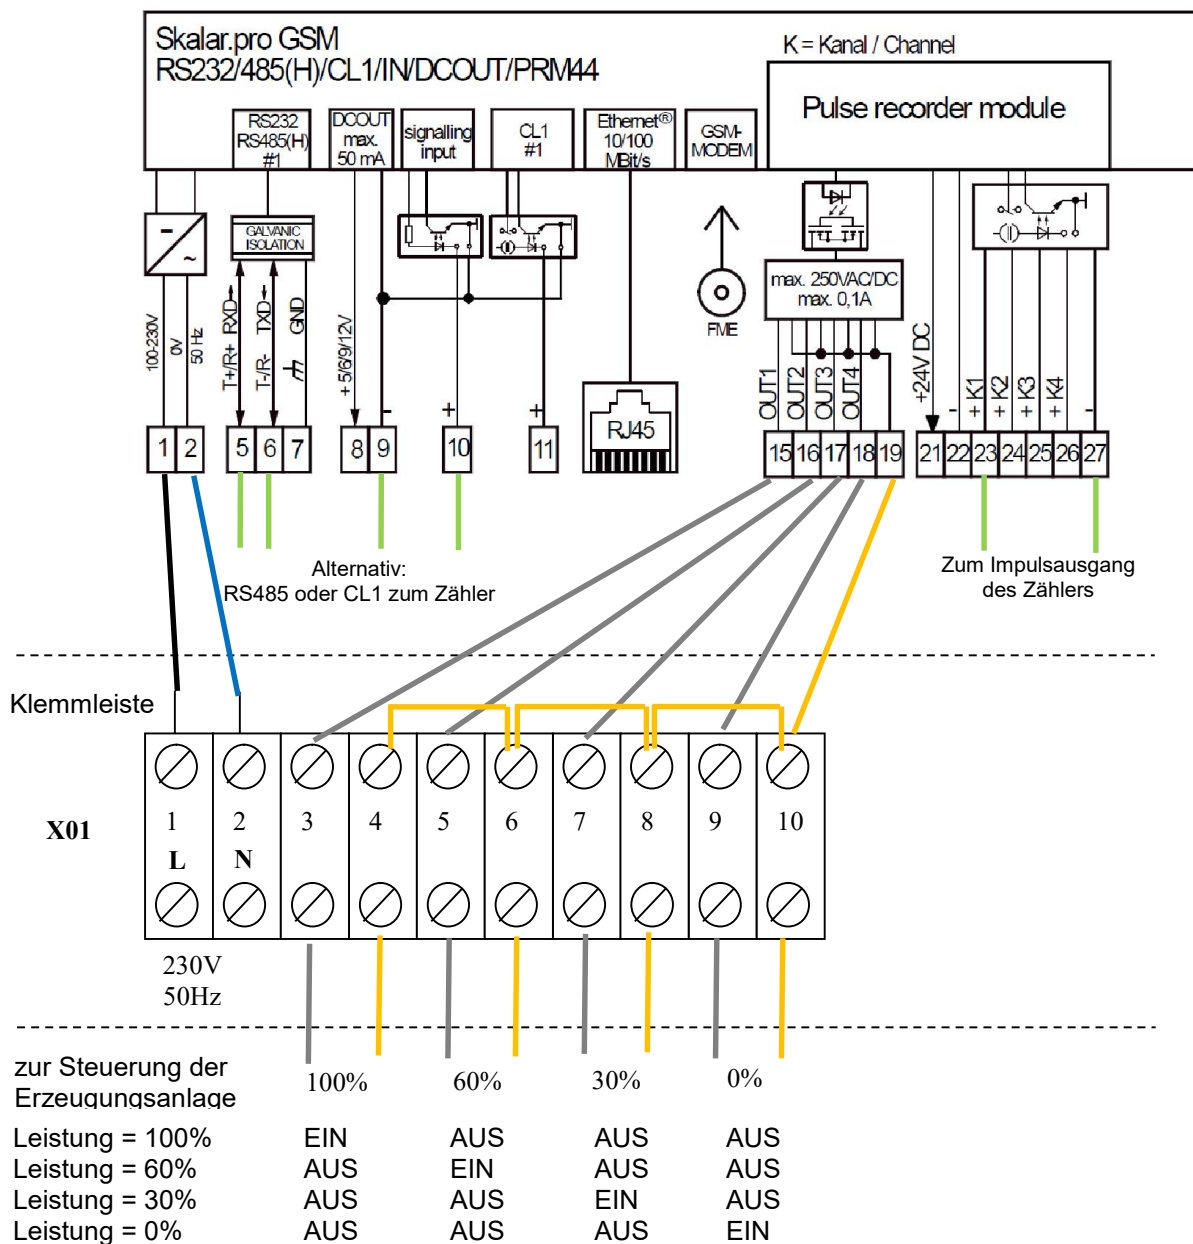 Skalar.pro GSM
RS232/485(H)/CL1/IN/DCOUT/PRM44
K = Kanal / Channel
Pulse recorder module
RS232
RS485(H)
#1
DCOUT
max.
50 mA
signalling
input
CL1
#1
Ethernet®
10/100
MBit/s
GSM-
MODEM
GALVANIC
ISOLATION
max. 250VAC/DC
max. 0,1A
FME
100-230V
0V
50 Hz
T+/R+ RXD
T-/R- TXD
GND
+ 5/6/9/12V
-
+
+
RJ45
OUT1
OUT2
OUT3
OUT4
+24V DC
-
+ K1
+ K2
+ K3
+ K4
-
1 2 5 6 7 8 9 10 11 15 16 17 18 19 21 22 23 24 25 26 27
Alternativ:
RS485 oder CL1 zum Zähler
Zum Impulsausgang
des Zählers
Klemmleiste
X01
1 2 3 4 5 6 7 8 9 10
L N
230V
50Hz
zur Steuerung der
Erzeugungsanlage
100% 60% 30% 0%
Leistung = 100% EIN AUS AUS AUS
Leistung = 60% AUS EIN AUS AUS
Leistung = 30% AUS AUS EIN AUS
Leistung = 0% AUS AUS AUS EIN